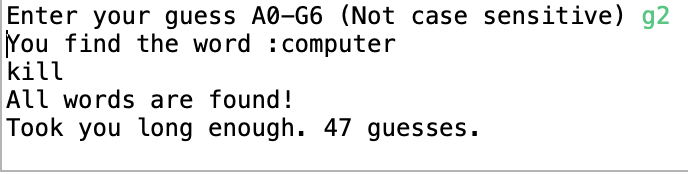 Enter your guess A0-G6 (Not case sensitive) g2
You find the word :computer
kill
All words are found!
Took you long enough. 47 guesses.